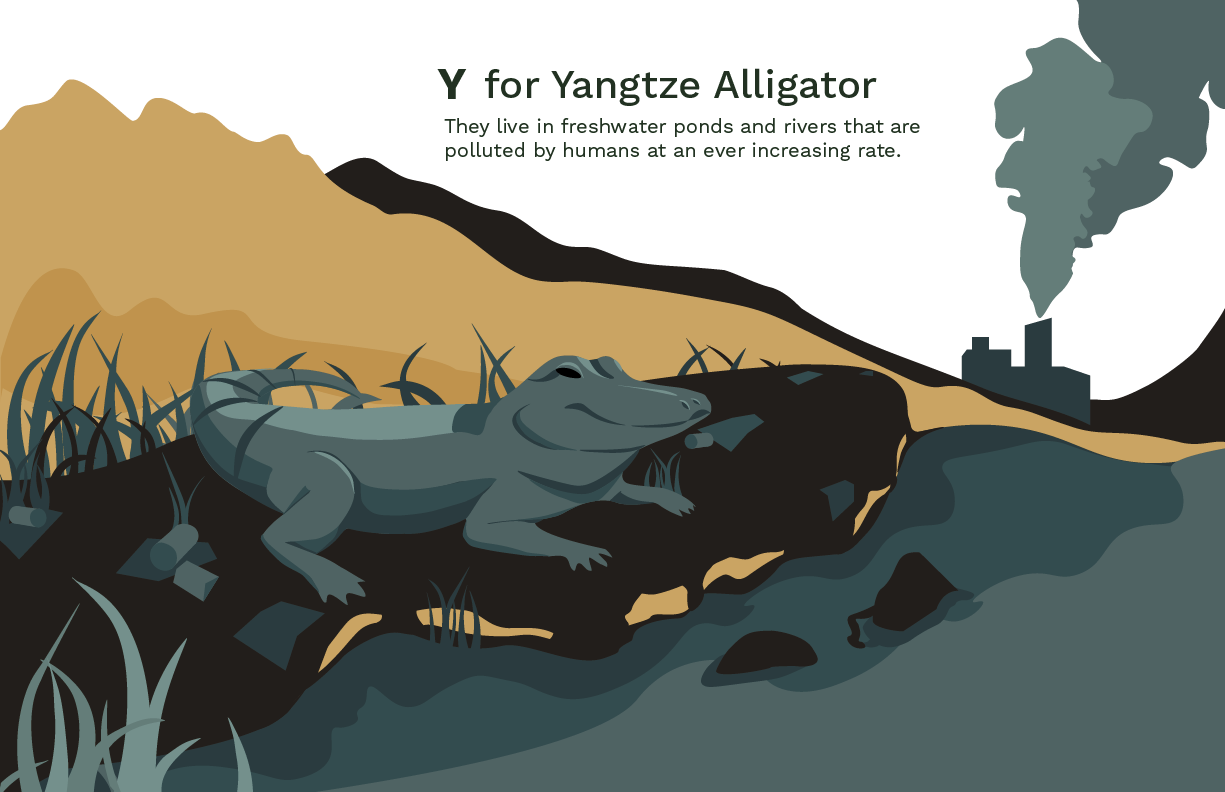 Y for Yangtze Alligator
They live in freshwater ponds and rivers that are
polluted by humans at an ever increasing rate.